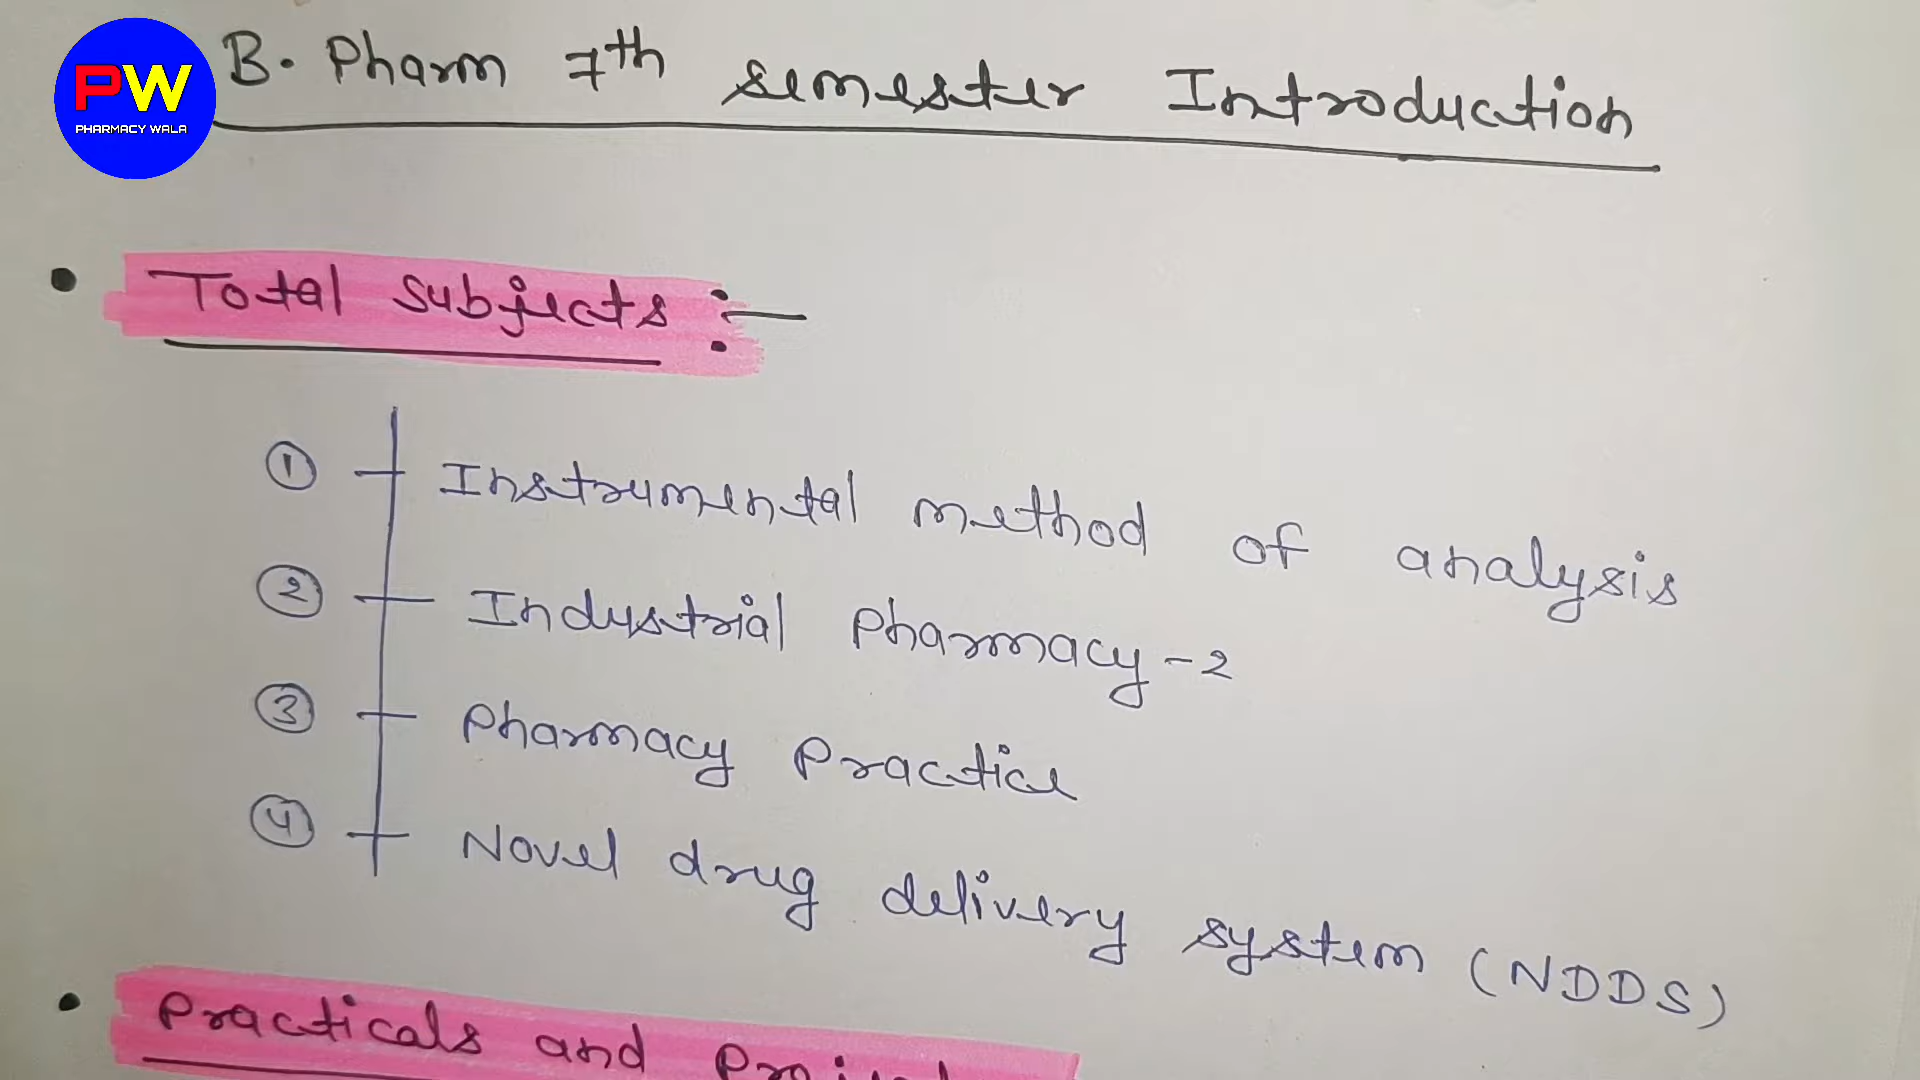 PW
PHARMACY WALA
B. Pharm 7th semester Introduction
• Total subjects :-
① Instrumental method of analysis
② Industrial Pharmacy-2
③ Pharmacy Practice
④ Novel drug delivery system (NDDS)
• Practicals and